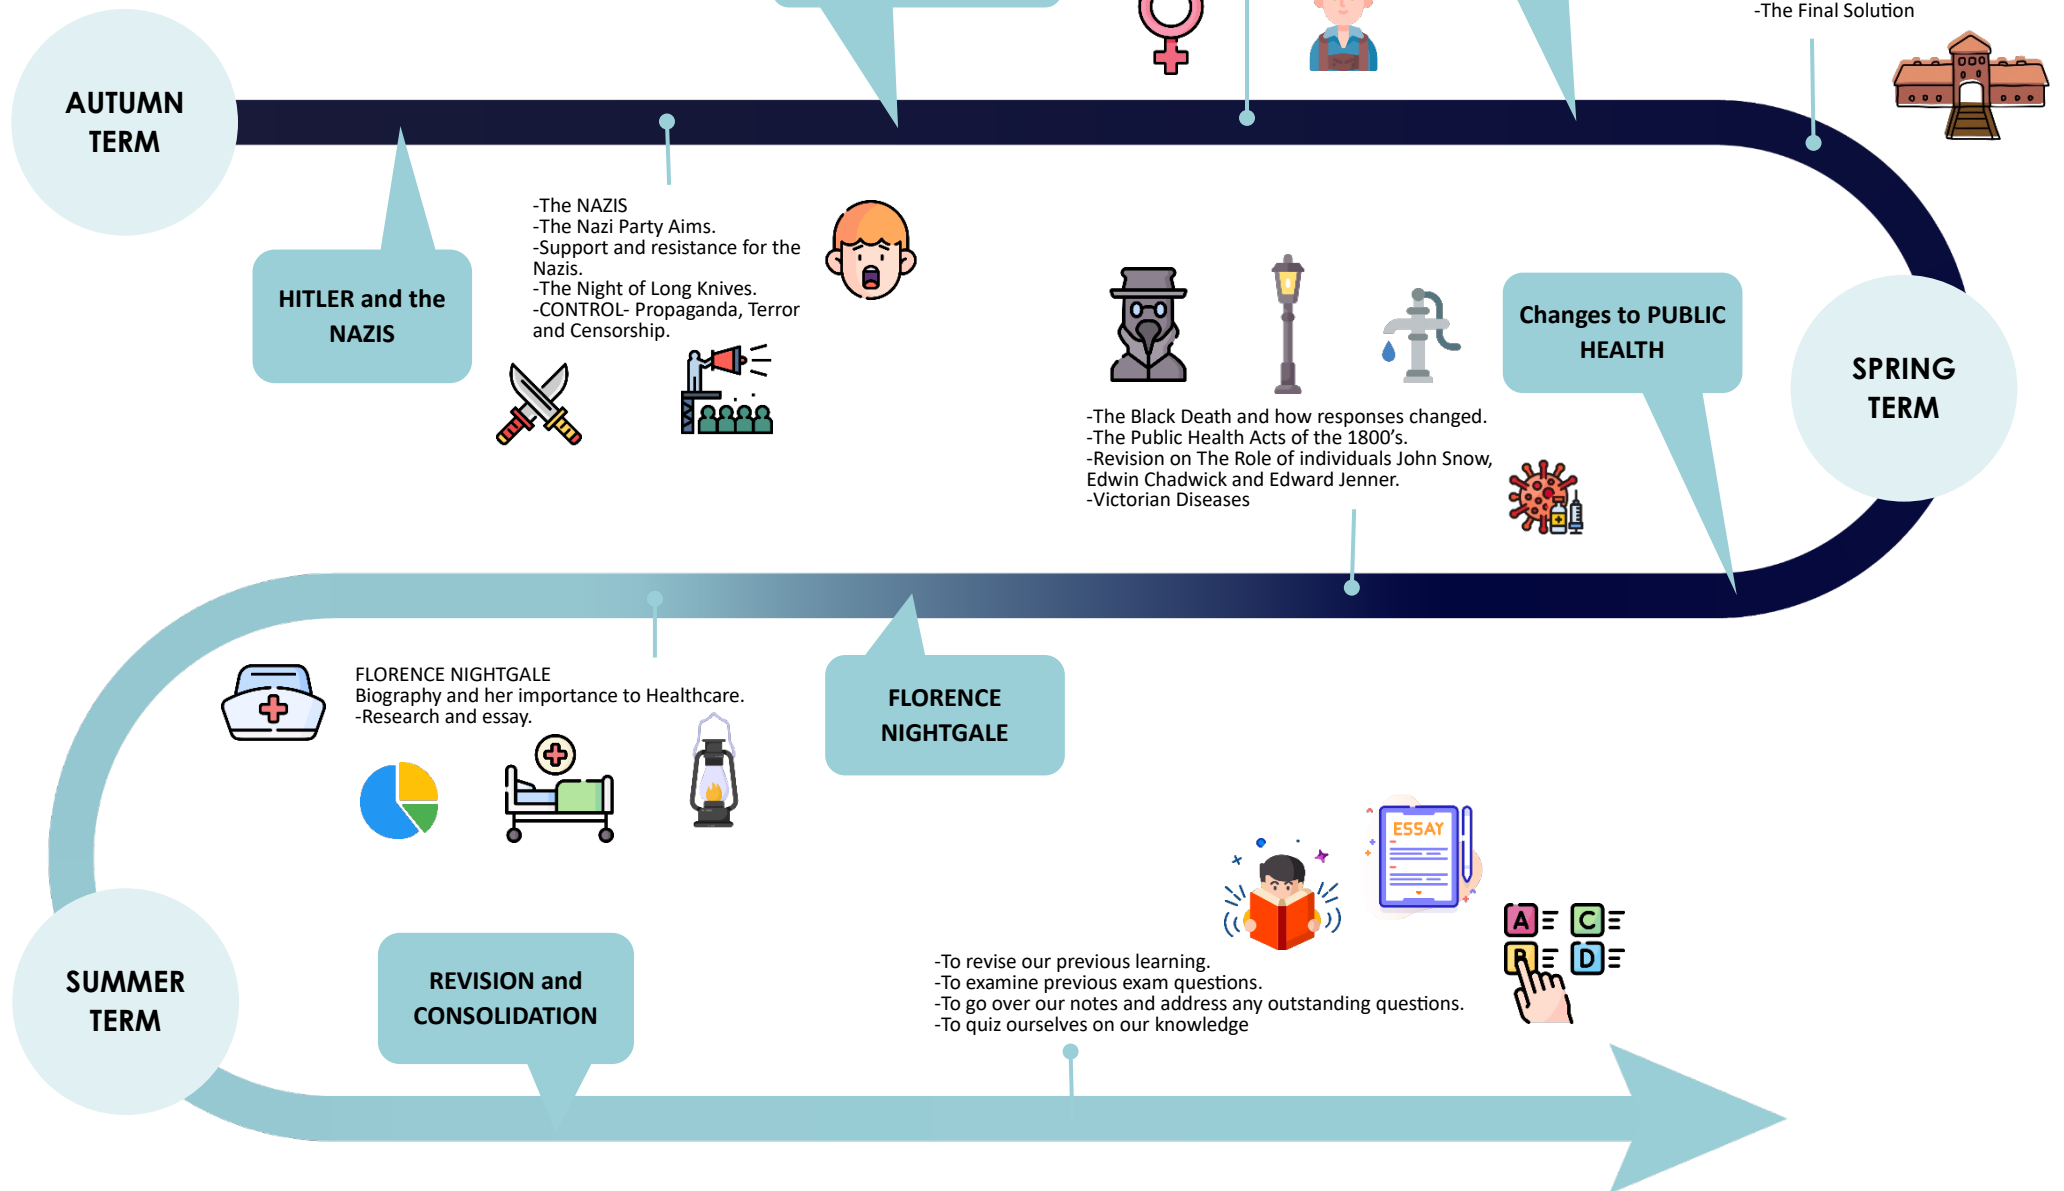 -The Final Solution
AUTUMN
TERM
-The NAZIS
-The Nazi Party Aims.
-Support and resistance for the
Nazis.
-The Night of Long Knives.
-CONTROL- Propaganda, Terror
and Censorship.
HITLER and the
NAZIS
Changes to PUBLIC
HEALTH
SPRING
TERM
-The Black Death and how responses changed.
-The Public Health Acts of the 1800’s.
-Revision on The Role of individuals John Snow,
Edwin Chadwick and Edward Jenner.
-Victorian Diseases
FLORENCE NIGHTGALE
Biography and her importance to Healthcare.
-Research and essay.
FLORENCE
NIGHTGALE
ESSAY
A C
B D
SUMMER
TERM
REVISION and
CONSOLIDATION
-To revise our previous learning.
-To examine previous exam questions.
-To go over our notes and address any outstanding questions.
-To quiz ourselves on our knowledge